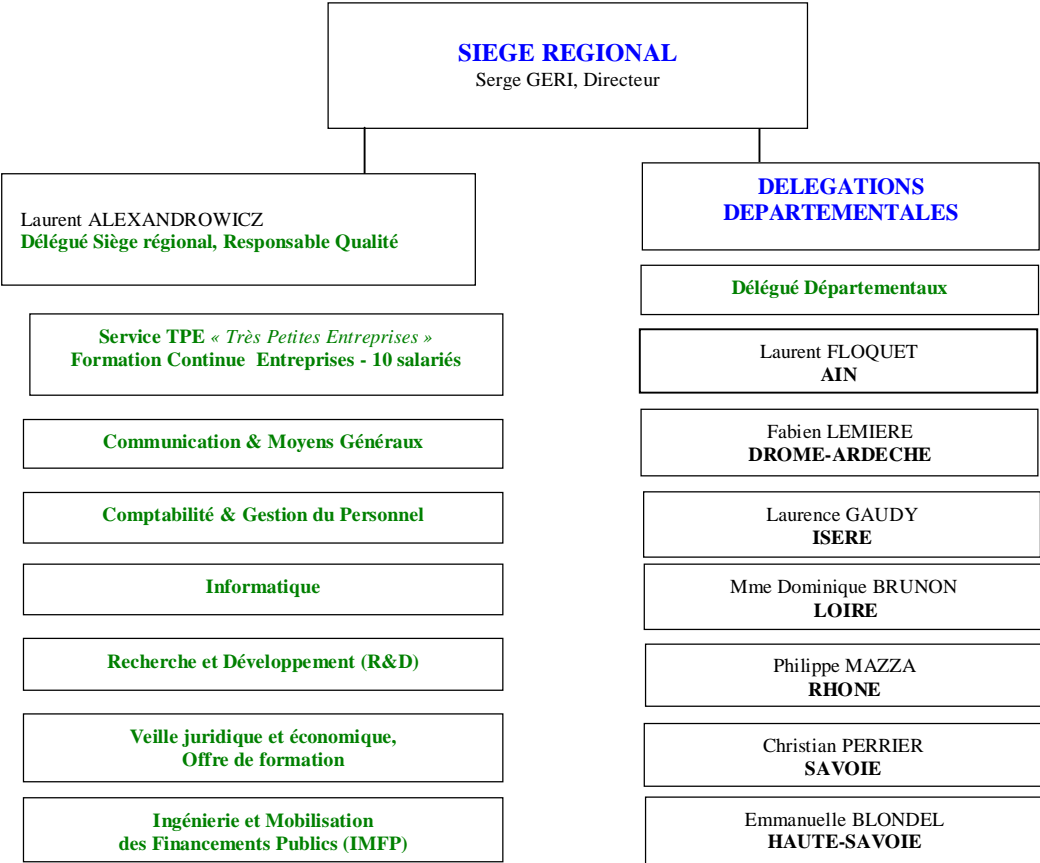 SIEGE REGIONAL
Serge GERI, Directeur
Laurent ALEXANDROWICZ
Délégué Siège régional, Responsable Qualité
Service TPE « Très Petites Entreprises »
Formation Continue Entreprises - 10 salariés
Communication & Moyens Généraux
Comptabilité & Gestion du Personnel
Informatique
Recherche et Développement (R&D)
Veille juridique et économique,
Offre de formation
Ingénierie et Mobilisation
des Financements Publics (IMFP)
DELEGATIONS
DEPARTEMENTALES
Délégué Départementaux
Laurent FLOQUET
AIN
Fabien LEMIERE
DROME-ARDECHE
Laurence GAUDY
ISERE
Mme Dominique BRUNON
LOIRE
Philippe MAZZA
RHONE
Christian PERRIER
SAVOIE
Emmanuelle BLONDEL
HAUTE-SAVOIE